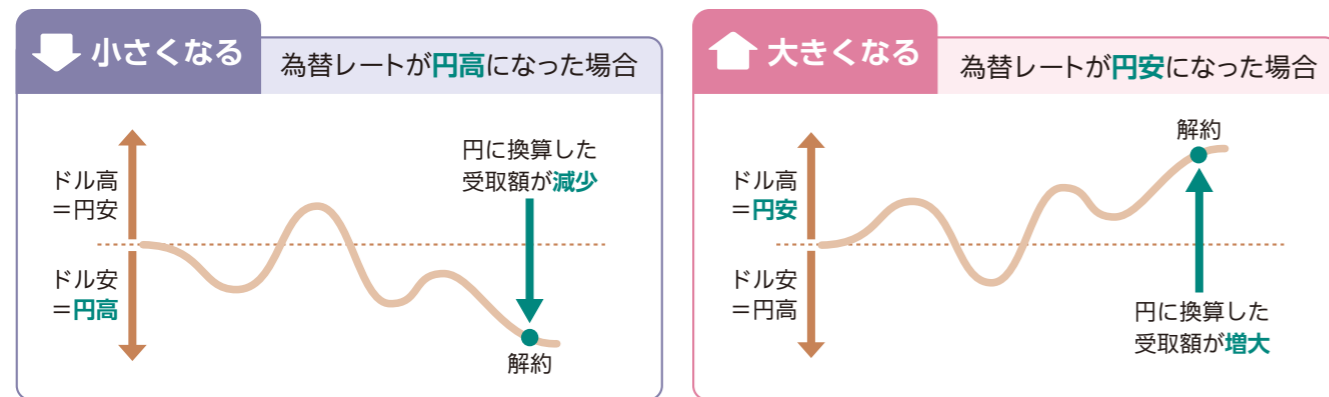 小さくなる
為替レートが円高になった場合
ドル高
＝円安
ドル安
＝円高
円に換算した
受取額が減少
解約
大きくなる
為替レートが円安になった場合
ドル高
＝円安
ドル安
＝円高
解約
円に換算した
受取額が増大